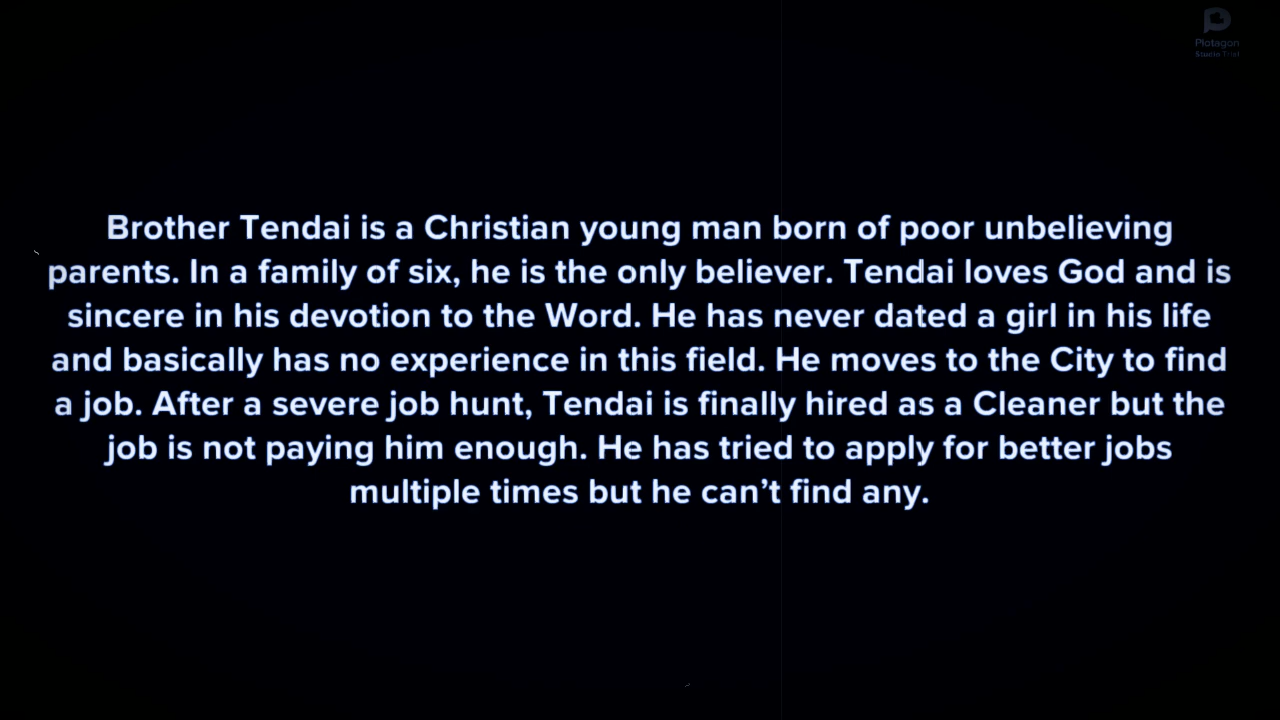 Plotagon
Studio Trial
Brother Tendai is a Christian young man born of poor unbelieving
parents. In a family of six, he is the only believer. Tendai loves God and is
sincere in his devotion to the Word. He has never dated a girl in his life
and basically has no experience in this field. He moves to the City to find
a job. After a severe job hunt, Tendai is finally hired as a Cleaner but the
job is not paying him enough. He has tried to apply for better jobs
multiple times but he can’t find any.